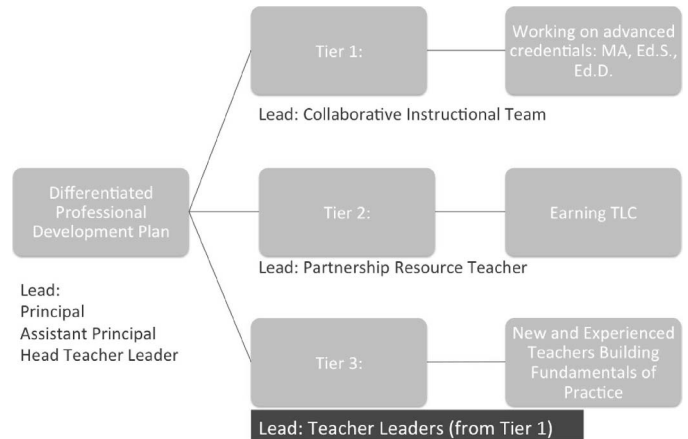 Tier 1:
Working on advanced
credentials: MA, Ed.S.,
Ed.D.
Lead: Collaborative Instructional Team
Differentiated
Professional
Development Plan
Lead:
Principal
Assistant Principal
Head Teacher Leader
Tier 2:
Earning TLC
Lead: Partnership Resource Teacher
Tier 3:
New and Experienced
Teachers Building
Fundamentals of
Practice
Lead: Teacher Leaders (from Tier 1)